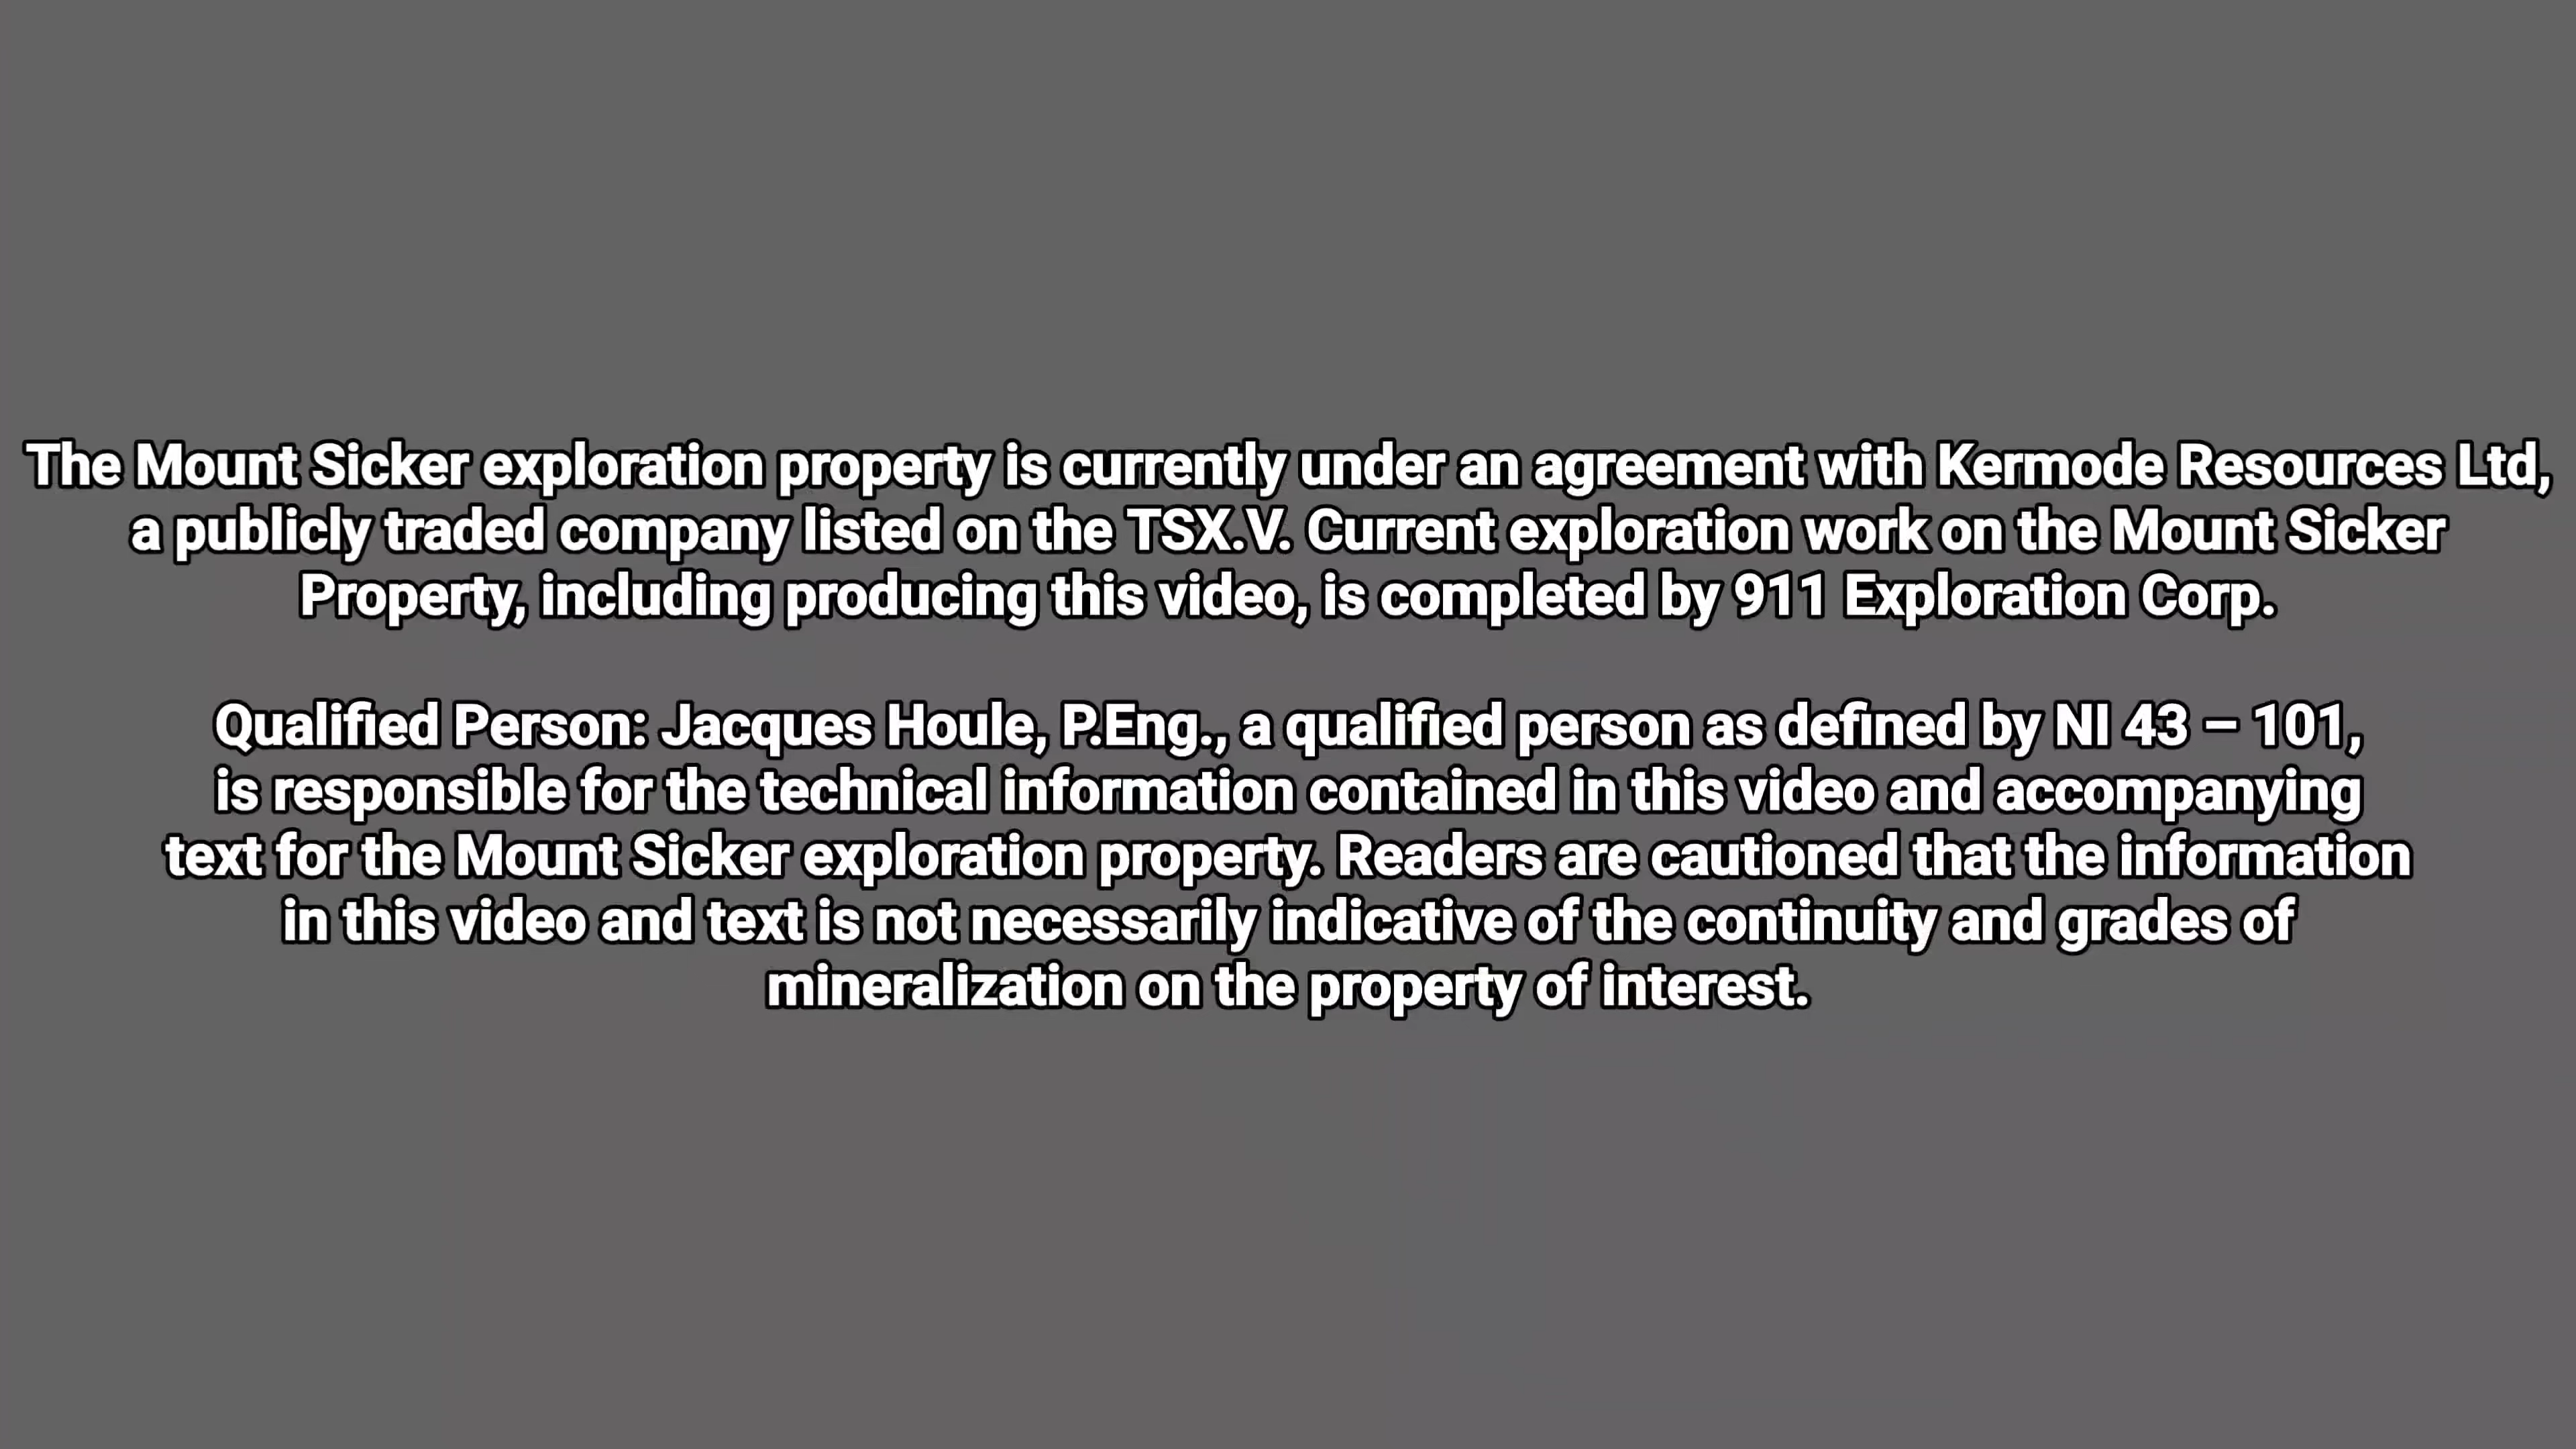 The Mount Sicker exploration property is currently under an agreement with Kermode Resources Ltd,
a publicly traded company listed on the TSX.V. Current exploration work on the Mount Sicker
Property, including producing this video, is completed by 911 Exploration Corp.
Qualified Person: Jacques Houle, P.Eng., a qualified person as defined by NI 43 – 101,
is responsible for the technical information contained in this video and accompanying
text for the Mount Sicker exploration property. Readers are cautioned that the information
in this video and text is not necessarily indicative of the continuity and grades of
mineralization on the property of interest.